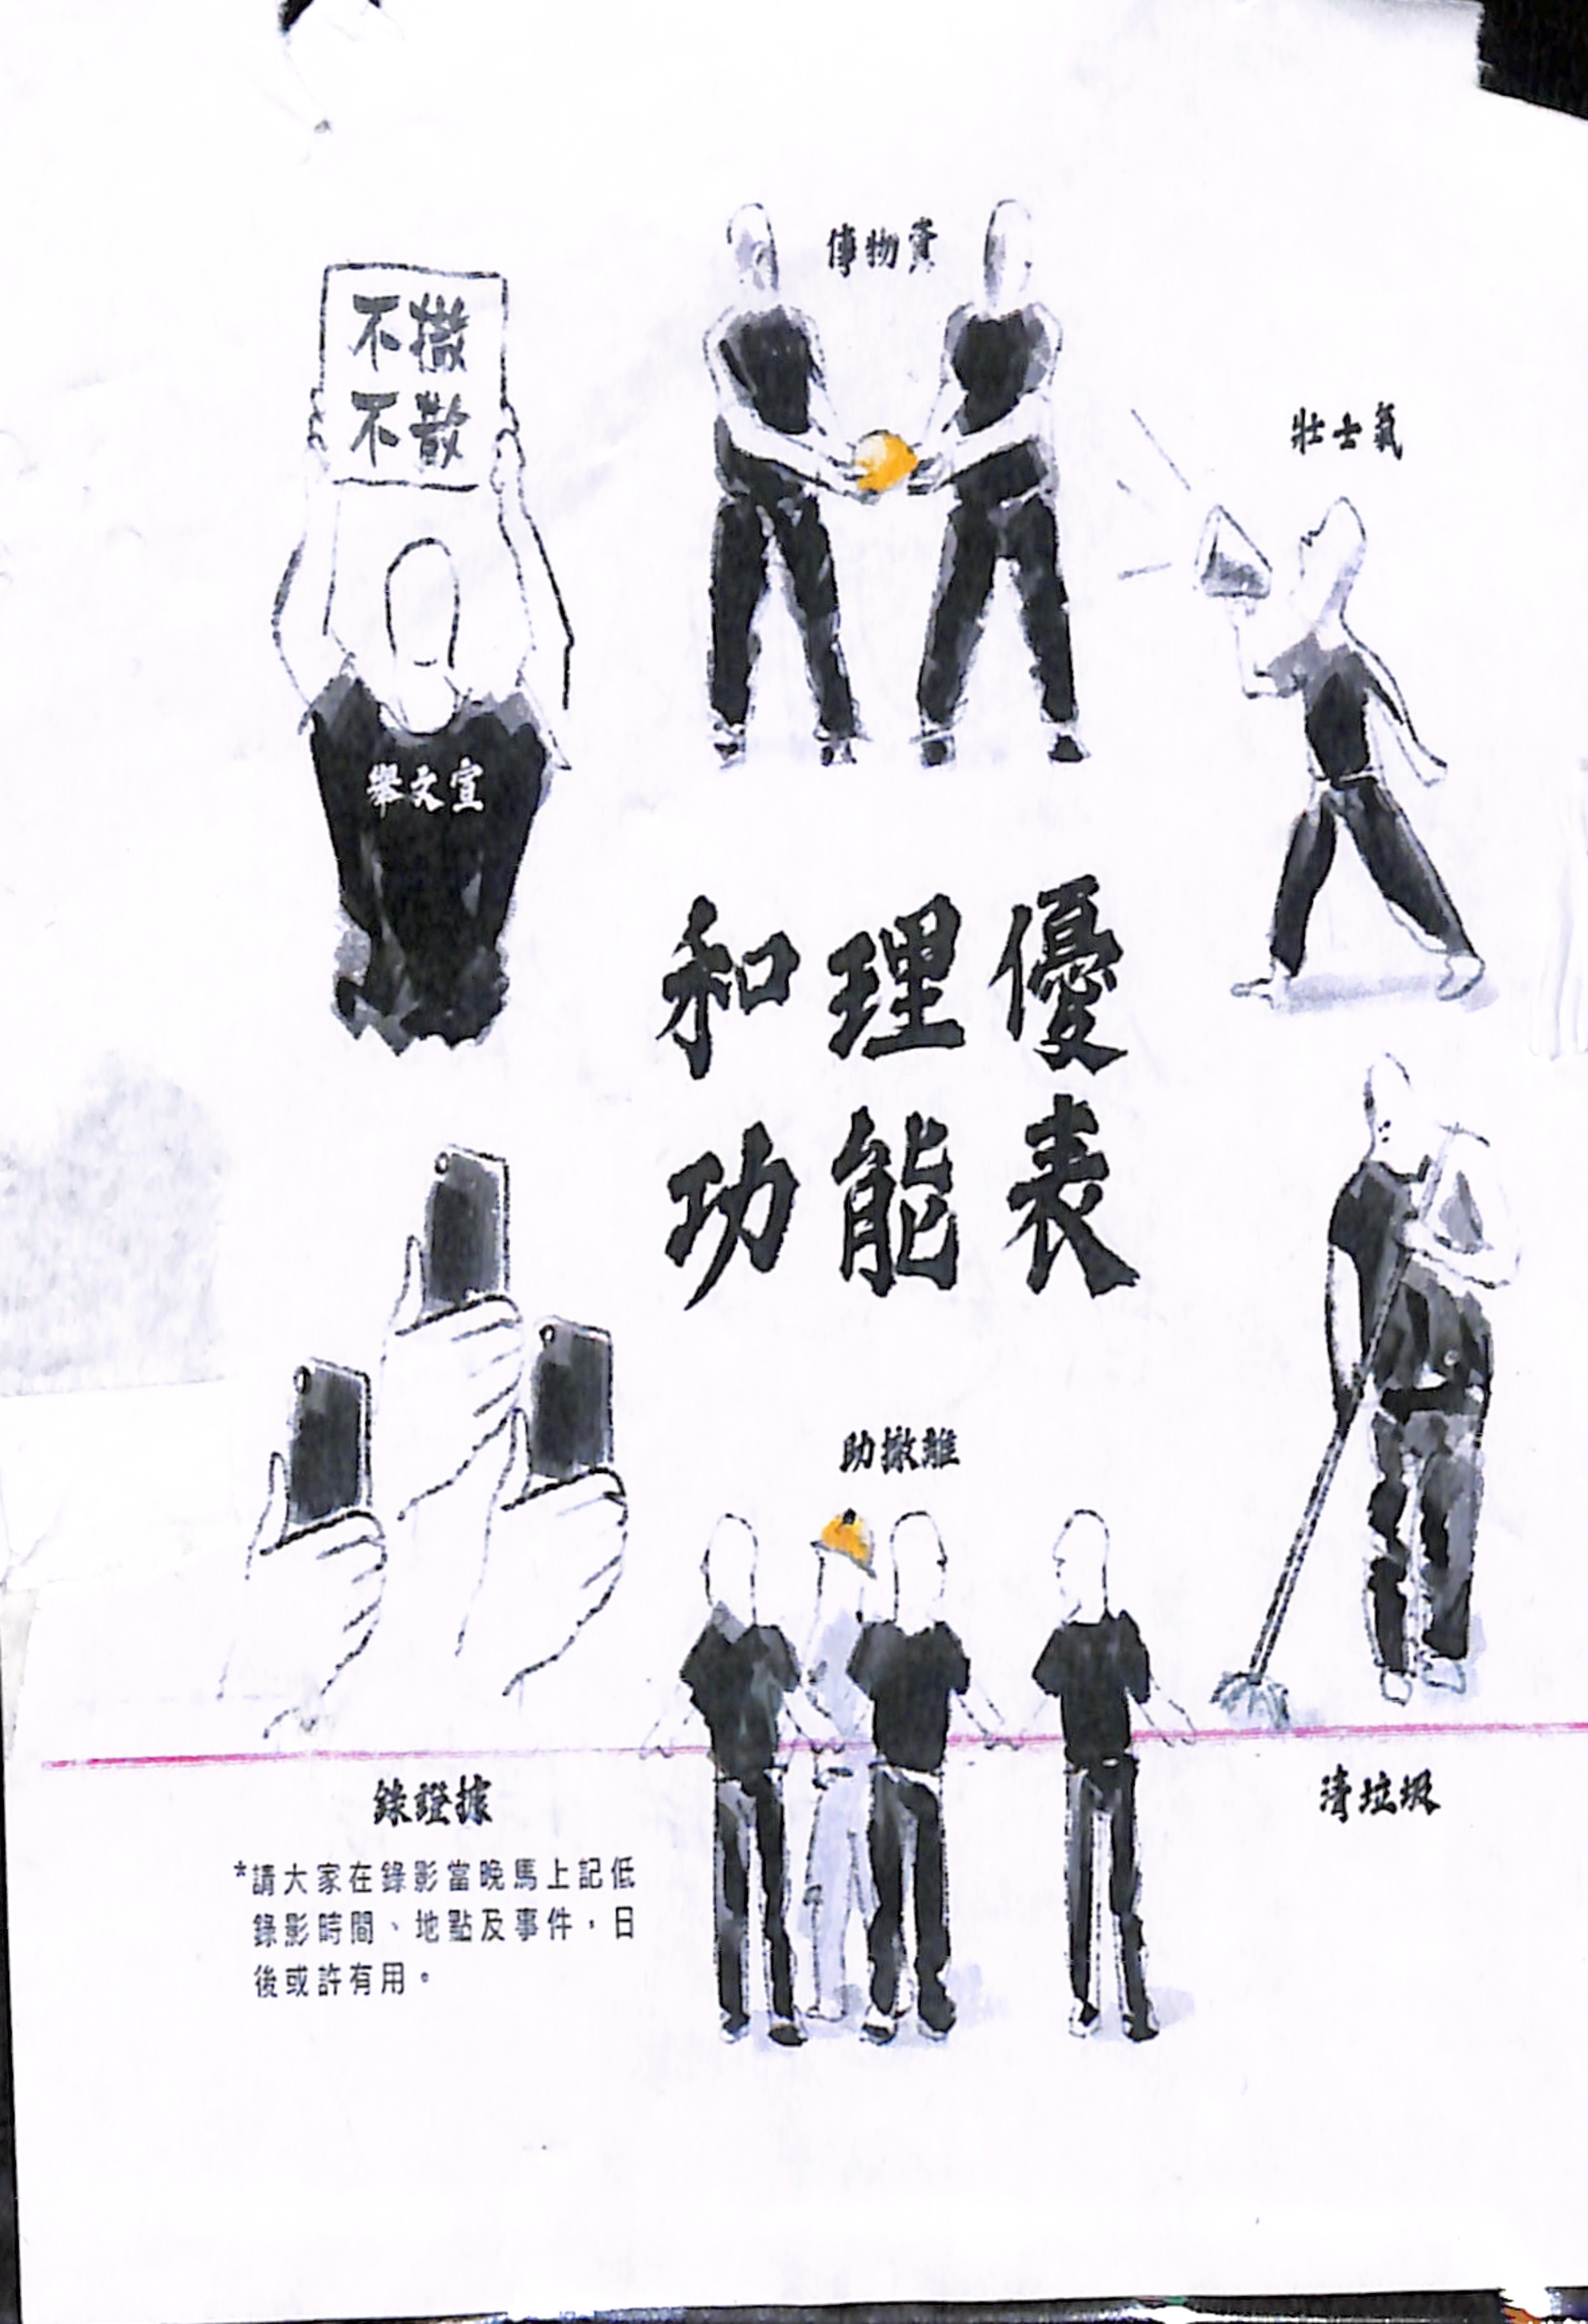 傳物資
不撤
不散
壯士氣
舉文宣
和理優
功能表
助撤離
錄證據
清垃圾
*請大家在錄影當晚馬上記低
錄影時間、地點及事件，日
後或許有用。